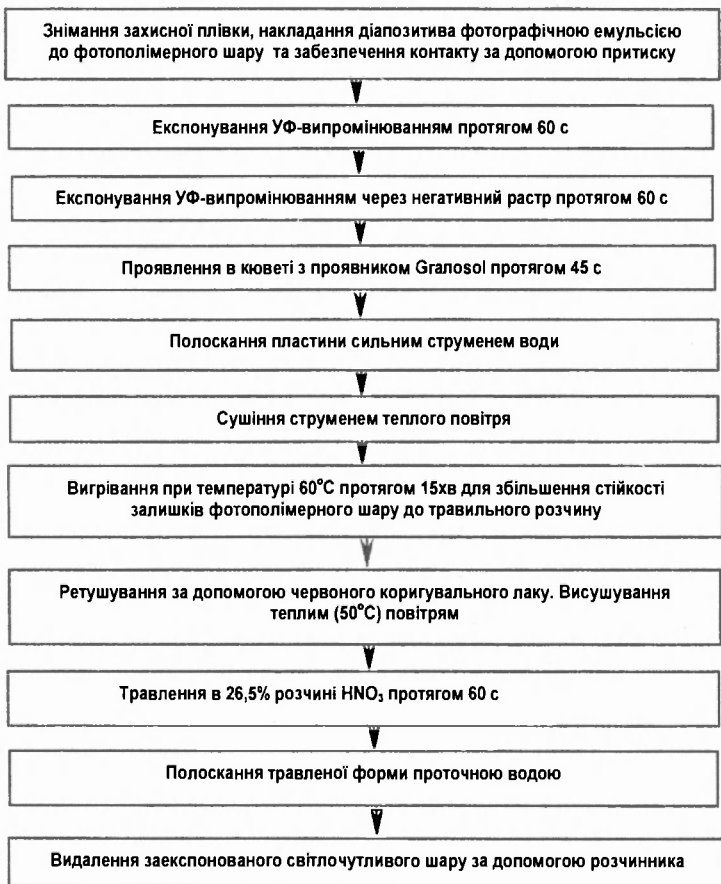 Знімання захисної плівки, накладання діапозитива фотографічною емульсією
до фотополімерного шару та забезпечення контакту за допомогою притиску
Експонування УФ-випромінюванням протягом 60 с
Експонування УФ-випромінюванням через негативний растр протягом 60 с
Проявлення в кюветі з проявником Gralosol протягом 45 с
Полоскання пластини сильним струменем води
Сушіння струменем теплого повітря
Вигрівання при температурі 60°С протягом 15хв для збільшення стійкості
залишків фотополімерного шару до травильного розчину
Ретушування за допомогою червоного коригувального лаку. Висушування
теплим (50°С) повітрям
Травлення в 26,5% розчині HNO₃ протягом 60 с
Полоскання травленої форми проточною водою
Видалення заекспонованого світлочутливого шару за допомогою розчинника